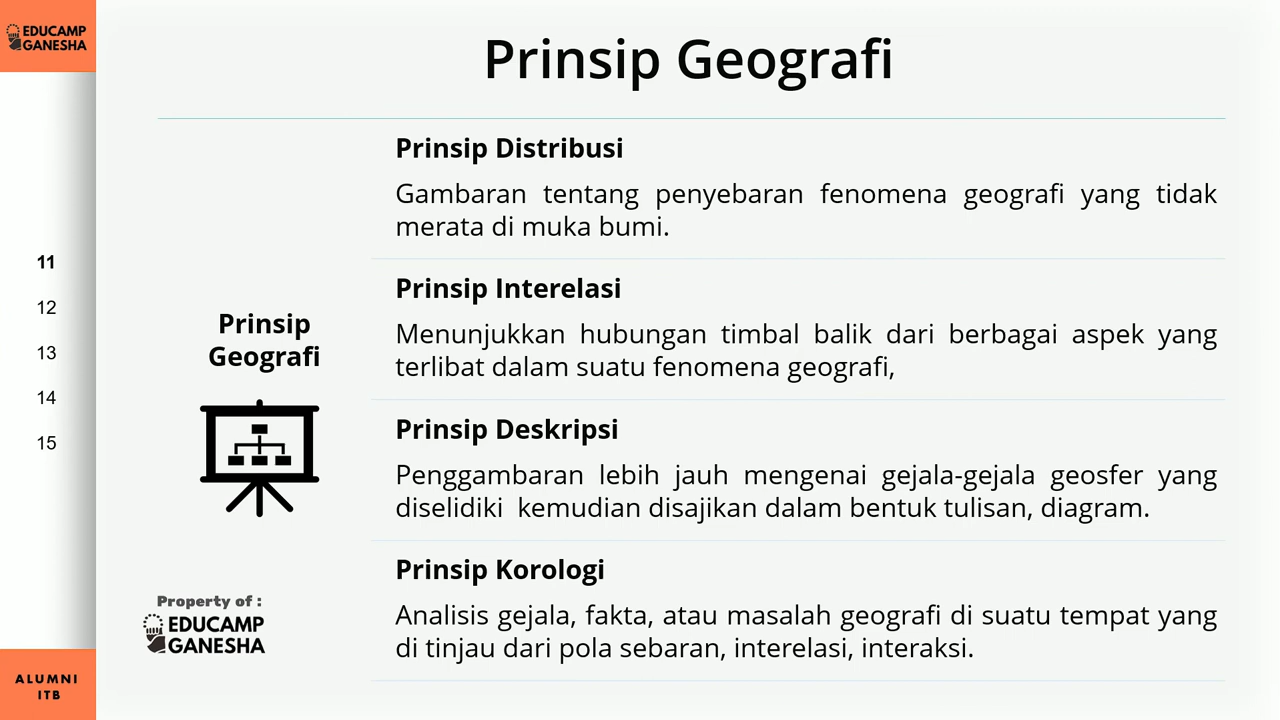 EDUCAMP
GANESHA
Prinsip Geografi
Prinsip Distribusi
Gambaran tentang penyebaran fenomena geografi yang tidak
merata di muka bumi.
11
12
13
14
15
Prinsip
Geografi
Prinsip Interelasi
Menunjukkan hubungan timbal balik dari berbagai aspek yang
terlibat dalam suatu fenomena geografi,
Prinsip Deskripsi
Penggambaran lebih jauh mengenai gejala-gejala geosfer yang
diselidiki kemudian disajikan dalam bentuk tulisan, diagram.
Prinsip Korologi
Analisis gejala, fakta, atau masalah geografi di suatu tempat yang
di tinjau dari pola sebaran, interelasi, interaksi.
Property of :
EDUCAMP
GANESHA
ALUMNI
ITB